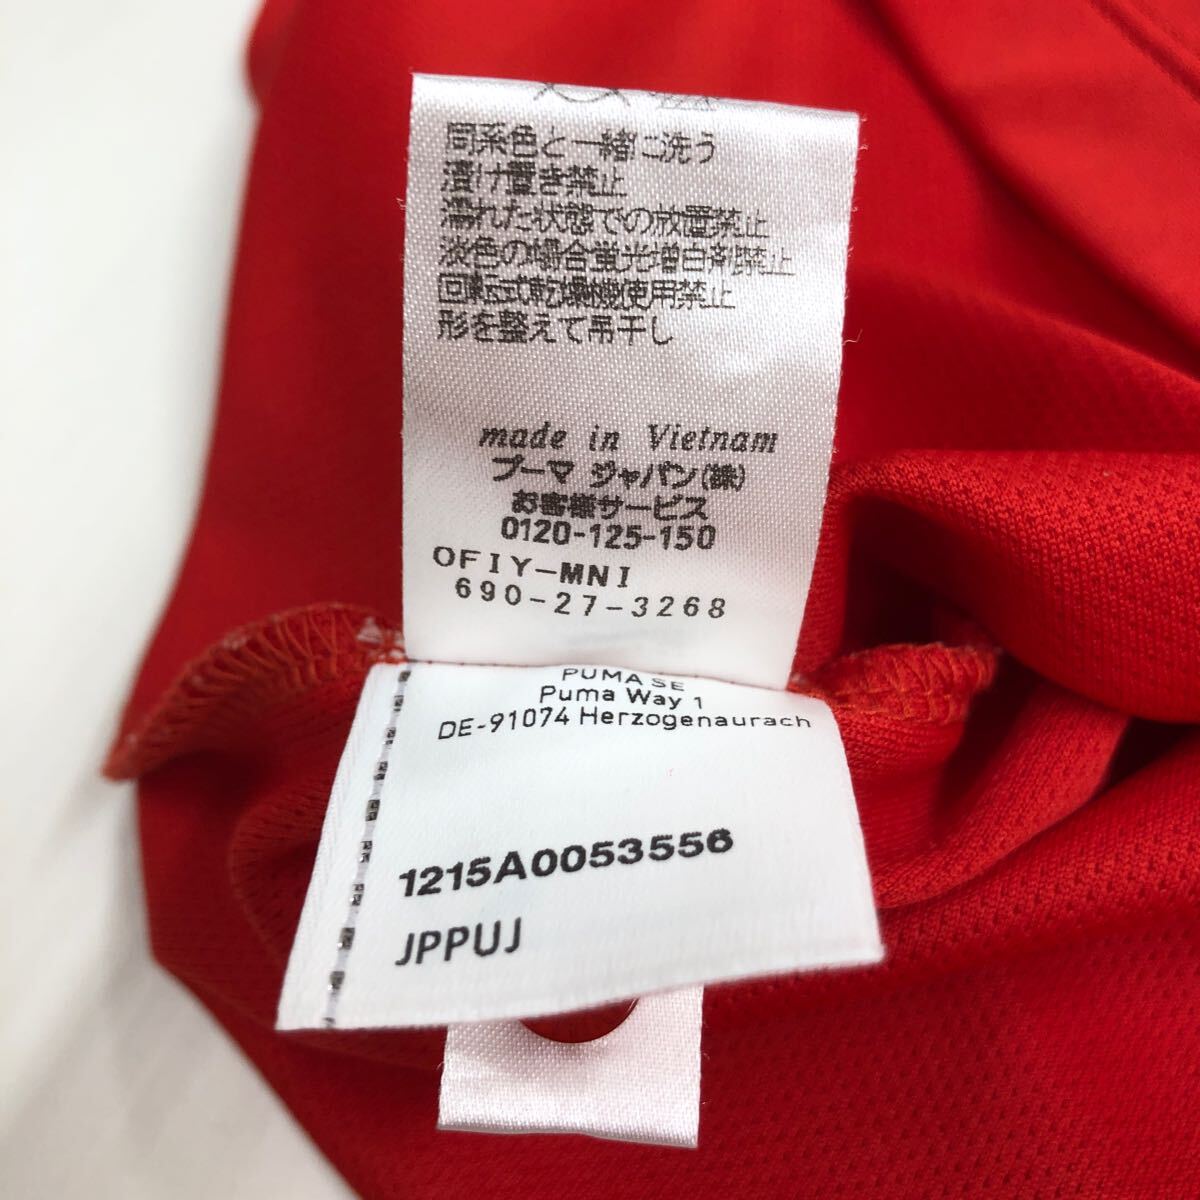 同系色と一緒に洗う
漬け置き禁止
濡れた状態での放置禁止
淡色の場合蛍光増白剤禁止
回転式乾燥機使用禁止
形を整えて吊干し
made in Vietnam
プーマ ジャパン(株)
お客様サービス
0120-125-150
OFIY-MNI
690-27-3268
PUMA SE
Puma Way 1
DE-91074 Herzogenaurach
1215A0053556
JPPUJ